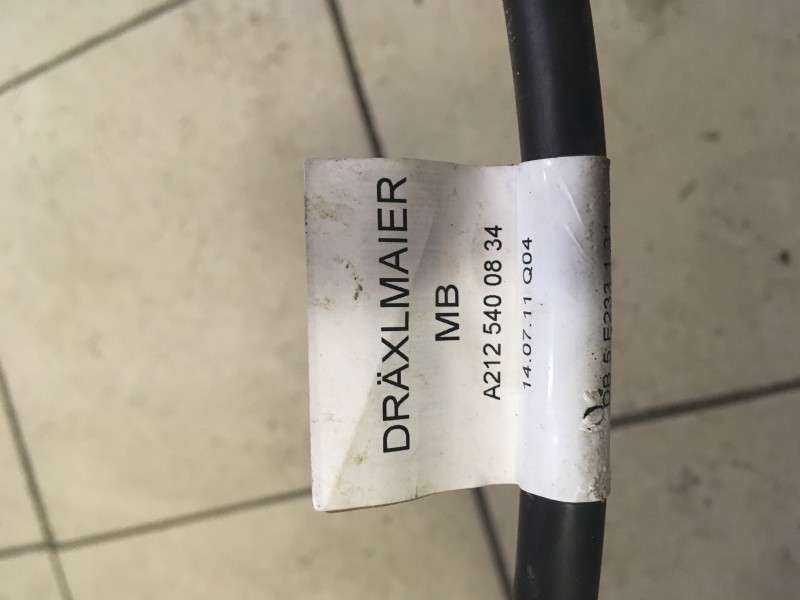 DRÄXLMAIER
MB
A212 540 08 34
14.07.11 Q04